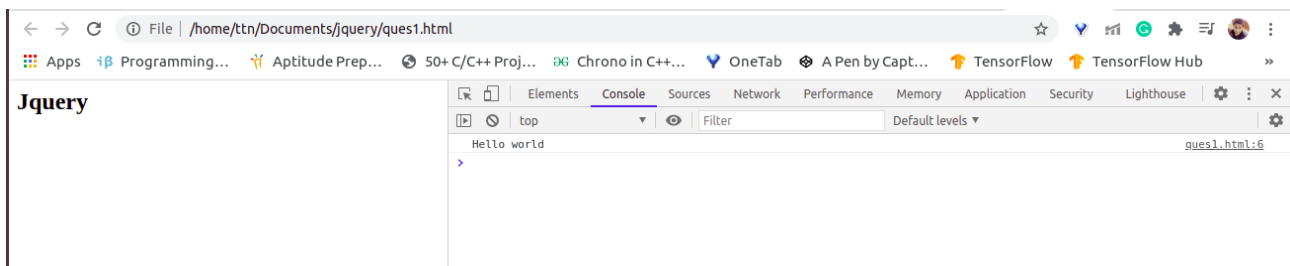 File | /home/ttn/Documents/jquery/ques1.html
Apps iβ Programming... Aptitude Prep... 50+ C/C++ Proj... ƏG Chrono in C++... OneTab A Pen by Capt... TensorFlow TensorFlow Hub »
Jquery
Elements Console Sources Network Performance Memory Application Security Lighthouse
top Filter Default levels ▼
Hello world ques1.html:6